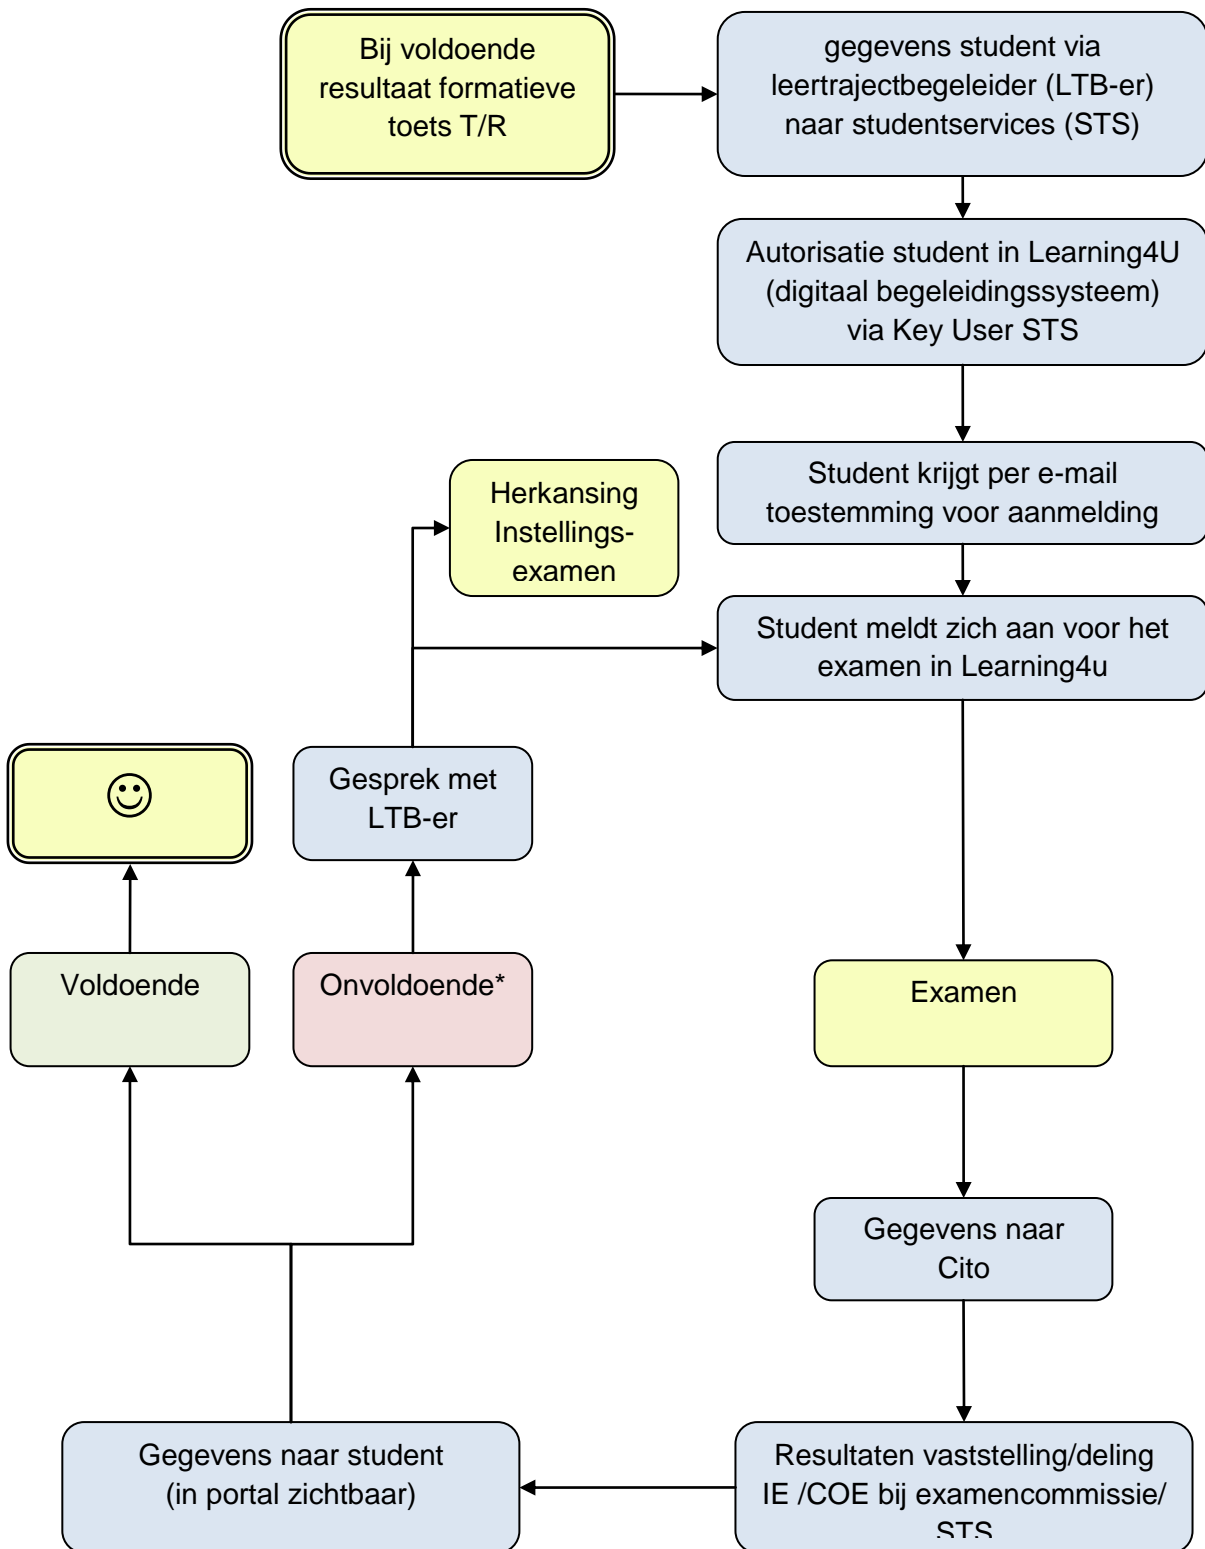 Bij voldoende
resultaat formatieve
toets T/R
gegevens student via
leertrajectbegeleider (LTB-er)
naar studentservices (STS)
Autorisatie student in Learning4U
(digitaal begeleidingssysteem)
via Key User STS
Student krijgt per e-mail
toestemming voor aanmelding
Herkansing
Instellings-
examen
Student meldt zich aan voor het
examen in Learning4u
Gesprek met
LTB-er
Voldoende
Onvoldoende*
Examen
Gegevens naar
Cito
Gegevens naar student
(in portal zichtbaar)
Resultaten vaststelling/deling
IE /COE bij examencommissie/
STS